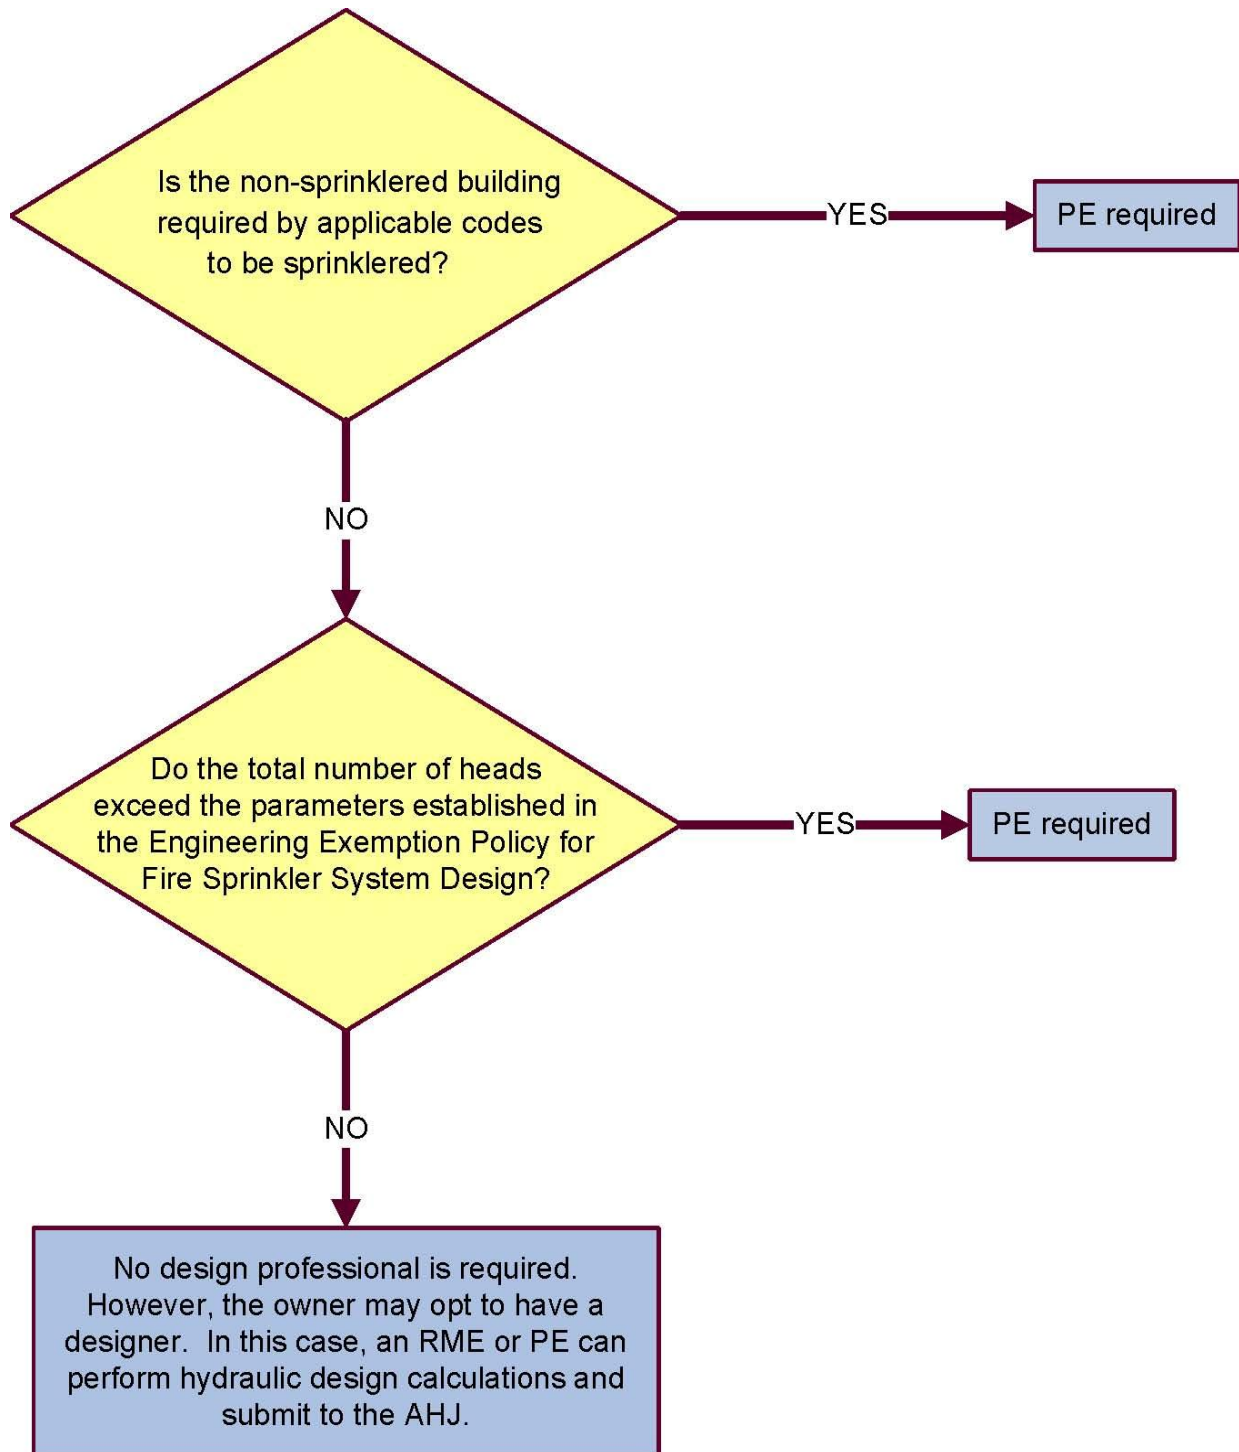 Is the non-sprinklered building
required by applicable codes
to be sprinklered?
YES
PE required
NO
Do the total number of heads
exceed the parameters established in
the Engineering Exemption Policy for
Fire Sprinkler System Design?
YES
PE required
NO
No design professional is required.
However, the owner may opt to have a
designer.  In this case, an RME or PE can
perform hydraulic design calculations and
submit to the AHJ.